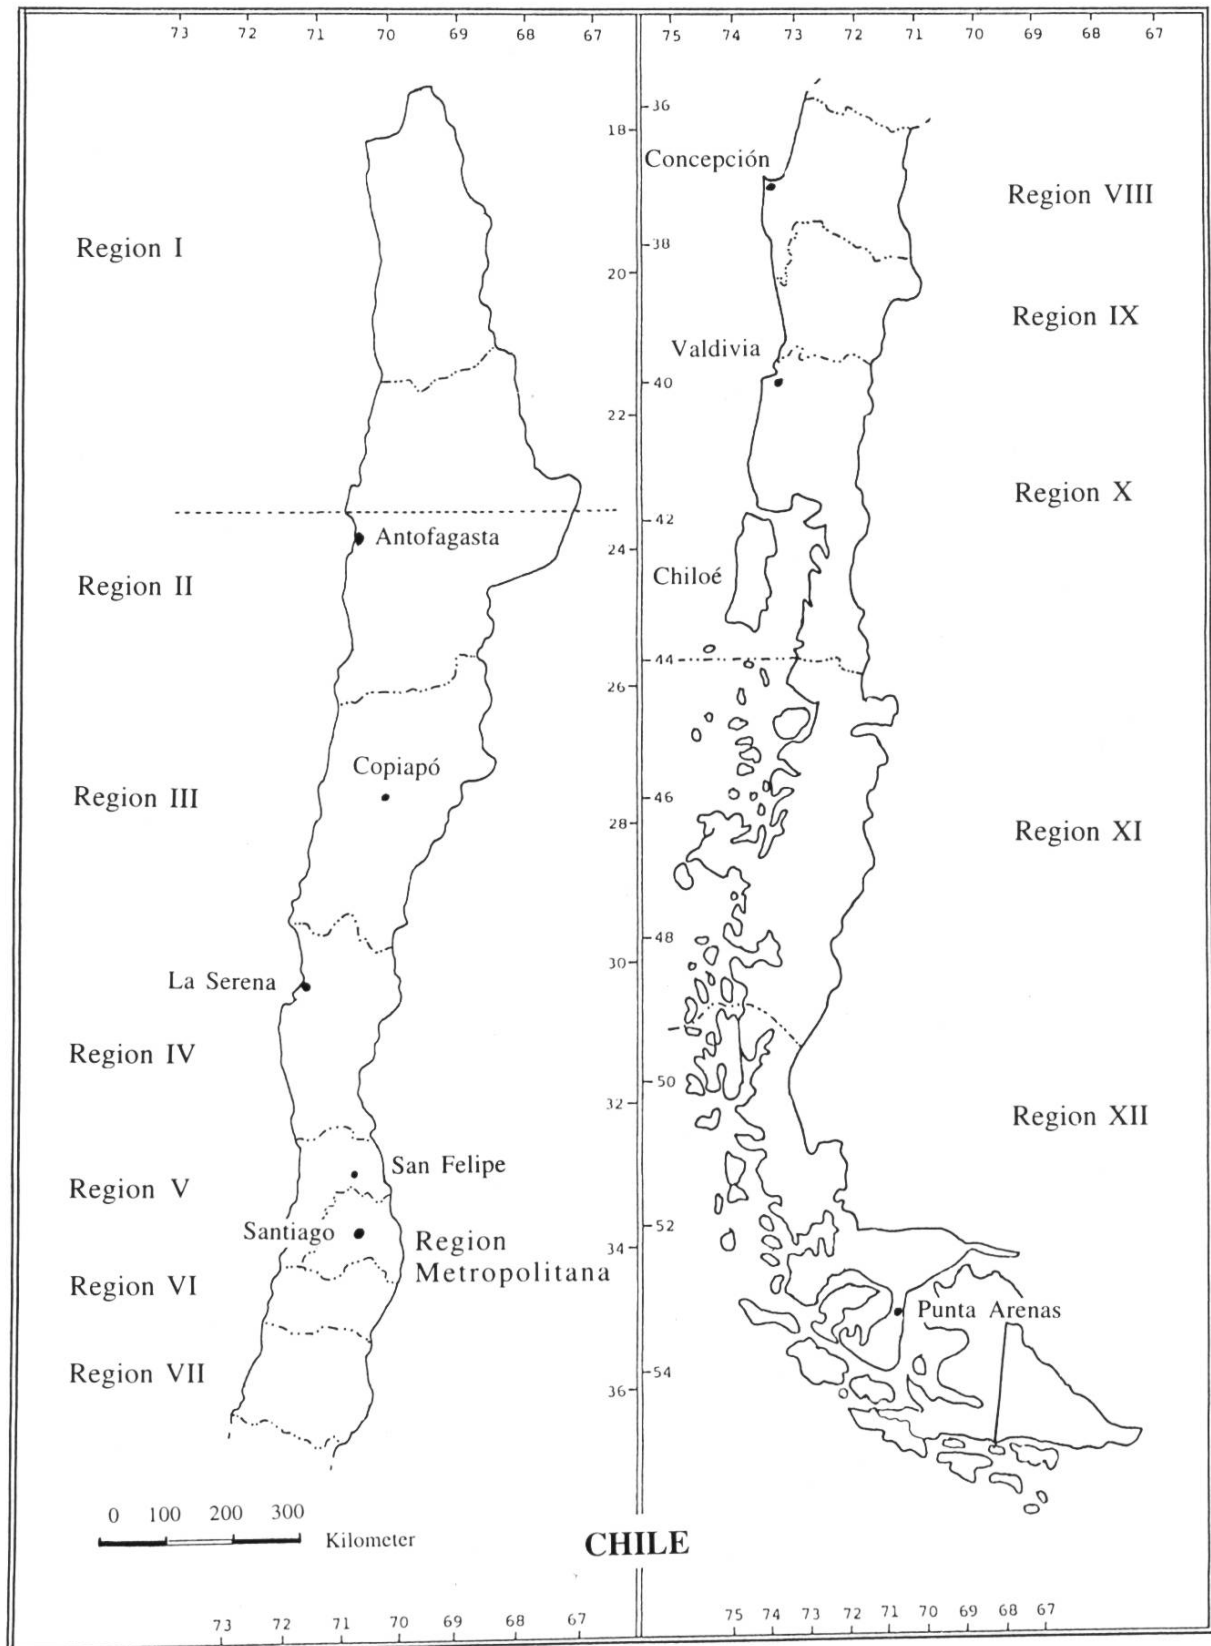 73 72 71 70 69 68 67
75 74 73 72 71 70 69 68 67
36
18
Concepción
Region VIII
Region I
38
20
Region IX
Valdivia
40
22
Region X
42
Antofagasta
24
Chiloé
Region II
44
26
Copiapó
Region III
46
28
Region XI
48
La Serena
30
Region IV
50
32
Region XII
San Felipe
Region V
52
Santiago
34
Region
Metropolitana
Region VI
Punta Arenas
Region VII
54
36
0 100 200 300
Kilometer
CHILE
73 72 71 70 69 68 67
75 74 73 72 71 70 69 68 67